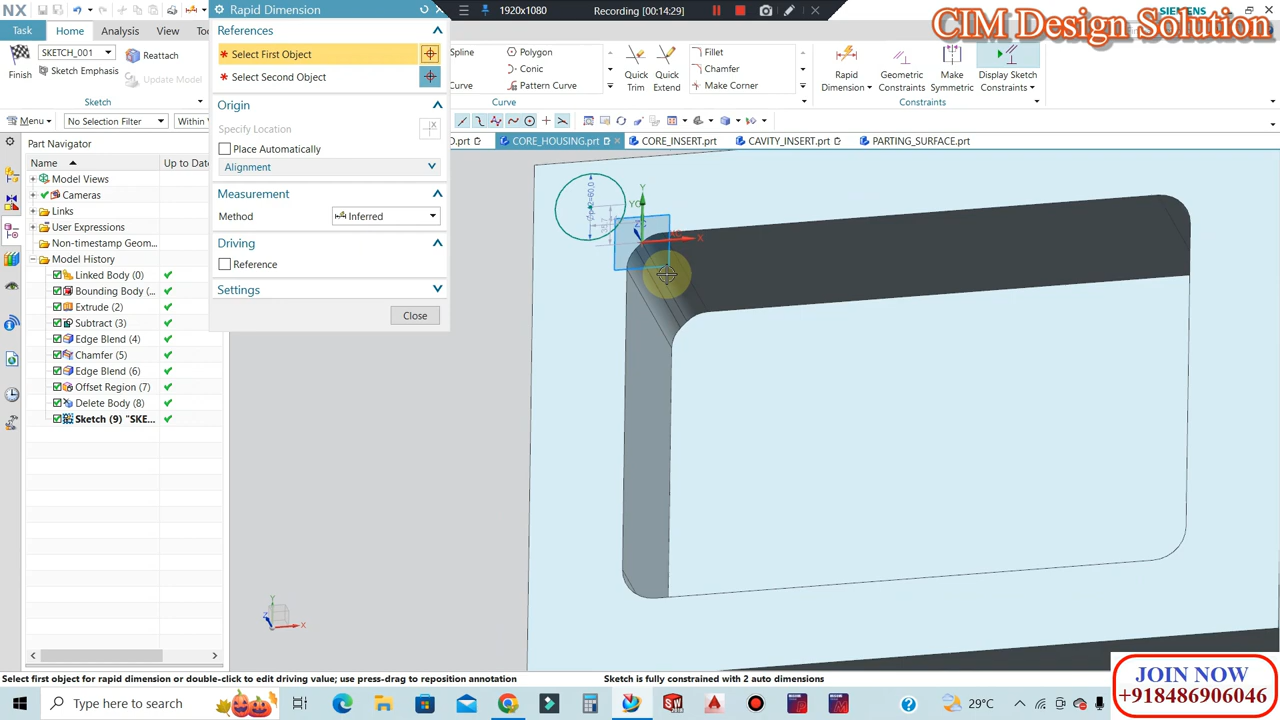 NX
Rapid Dimension
1920x1080
Recording [00:14:29]
SIEMENS
CIM Design Solution
Task
Home
Analysis
View
Finish
SKETCH_001
Reattach
Sketch Emphasis
Update Model
Sketch
References
* Select First Object
* Select Second Object
Spline
Polygon
Conic
Curve
Pattern Curve
Quick Trim
Quick Extend
Fillet
Chamfer
Make Corner
Curve
Rapid Dimension
Geometric Constraints
Make Symmetric
Display Sketch Constraints
Constraints
Menu
No Selection Filter
CORE_HOUSING.prt
CORE_INSERT.prt
CAVITY_INSERT.prt
PARTING_SURFACE.prt
Origin
Specify Location
Place Automatically
Alignment
Measurement
Method
Inferred
Driving
Reference
Settings
Close
Part Navigator
Name
Up to Date
Model Views
Cameras
Links
User Expressions
Non-timestamp Geom...
Model History
Linked Body (0)
Bounding Body (...
Extrude (2)
Subtract (3)
Edge Blend (4)
Chamfer (5)
Edge Blend (6)
Offset Region (7)
Delete Body (8)
Sketch (9) "SKE...
Y
X
Y
Z
X
Select first object for rapid dimension or double-click to edit driving value; use press-drag to reposition annotation
Sketch is fully constrained with 2 auto dimensions
Type here to search
29°C
JOIN NOW
+918486906046